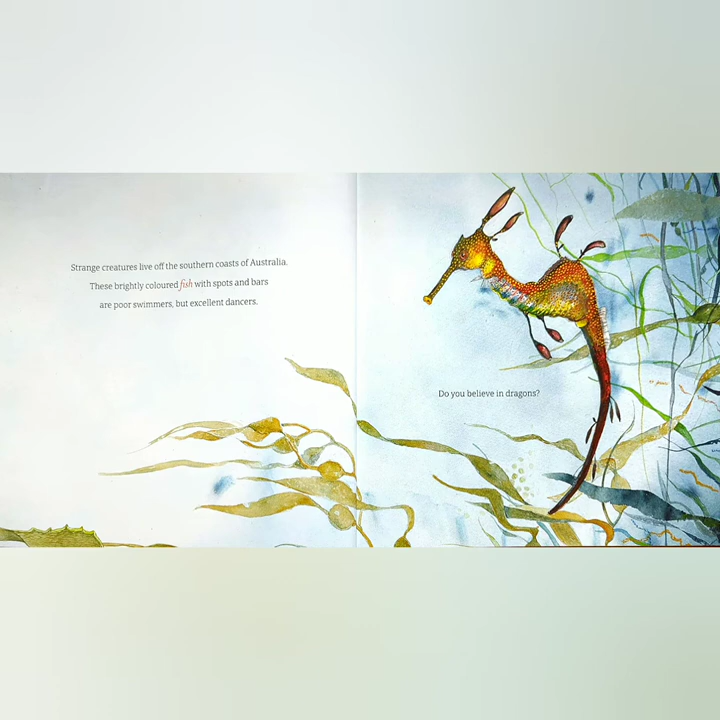 Strange creatures live off the southern coasts of Australia.
These brightly coloured fish with spots and bars
are poor swimmers, but excellent dancers.
Do you believe in dragons?